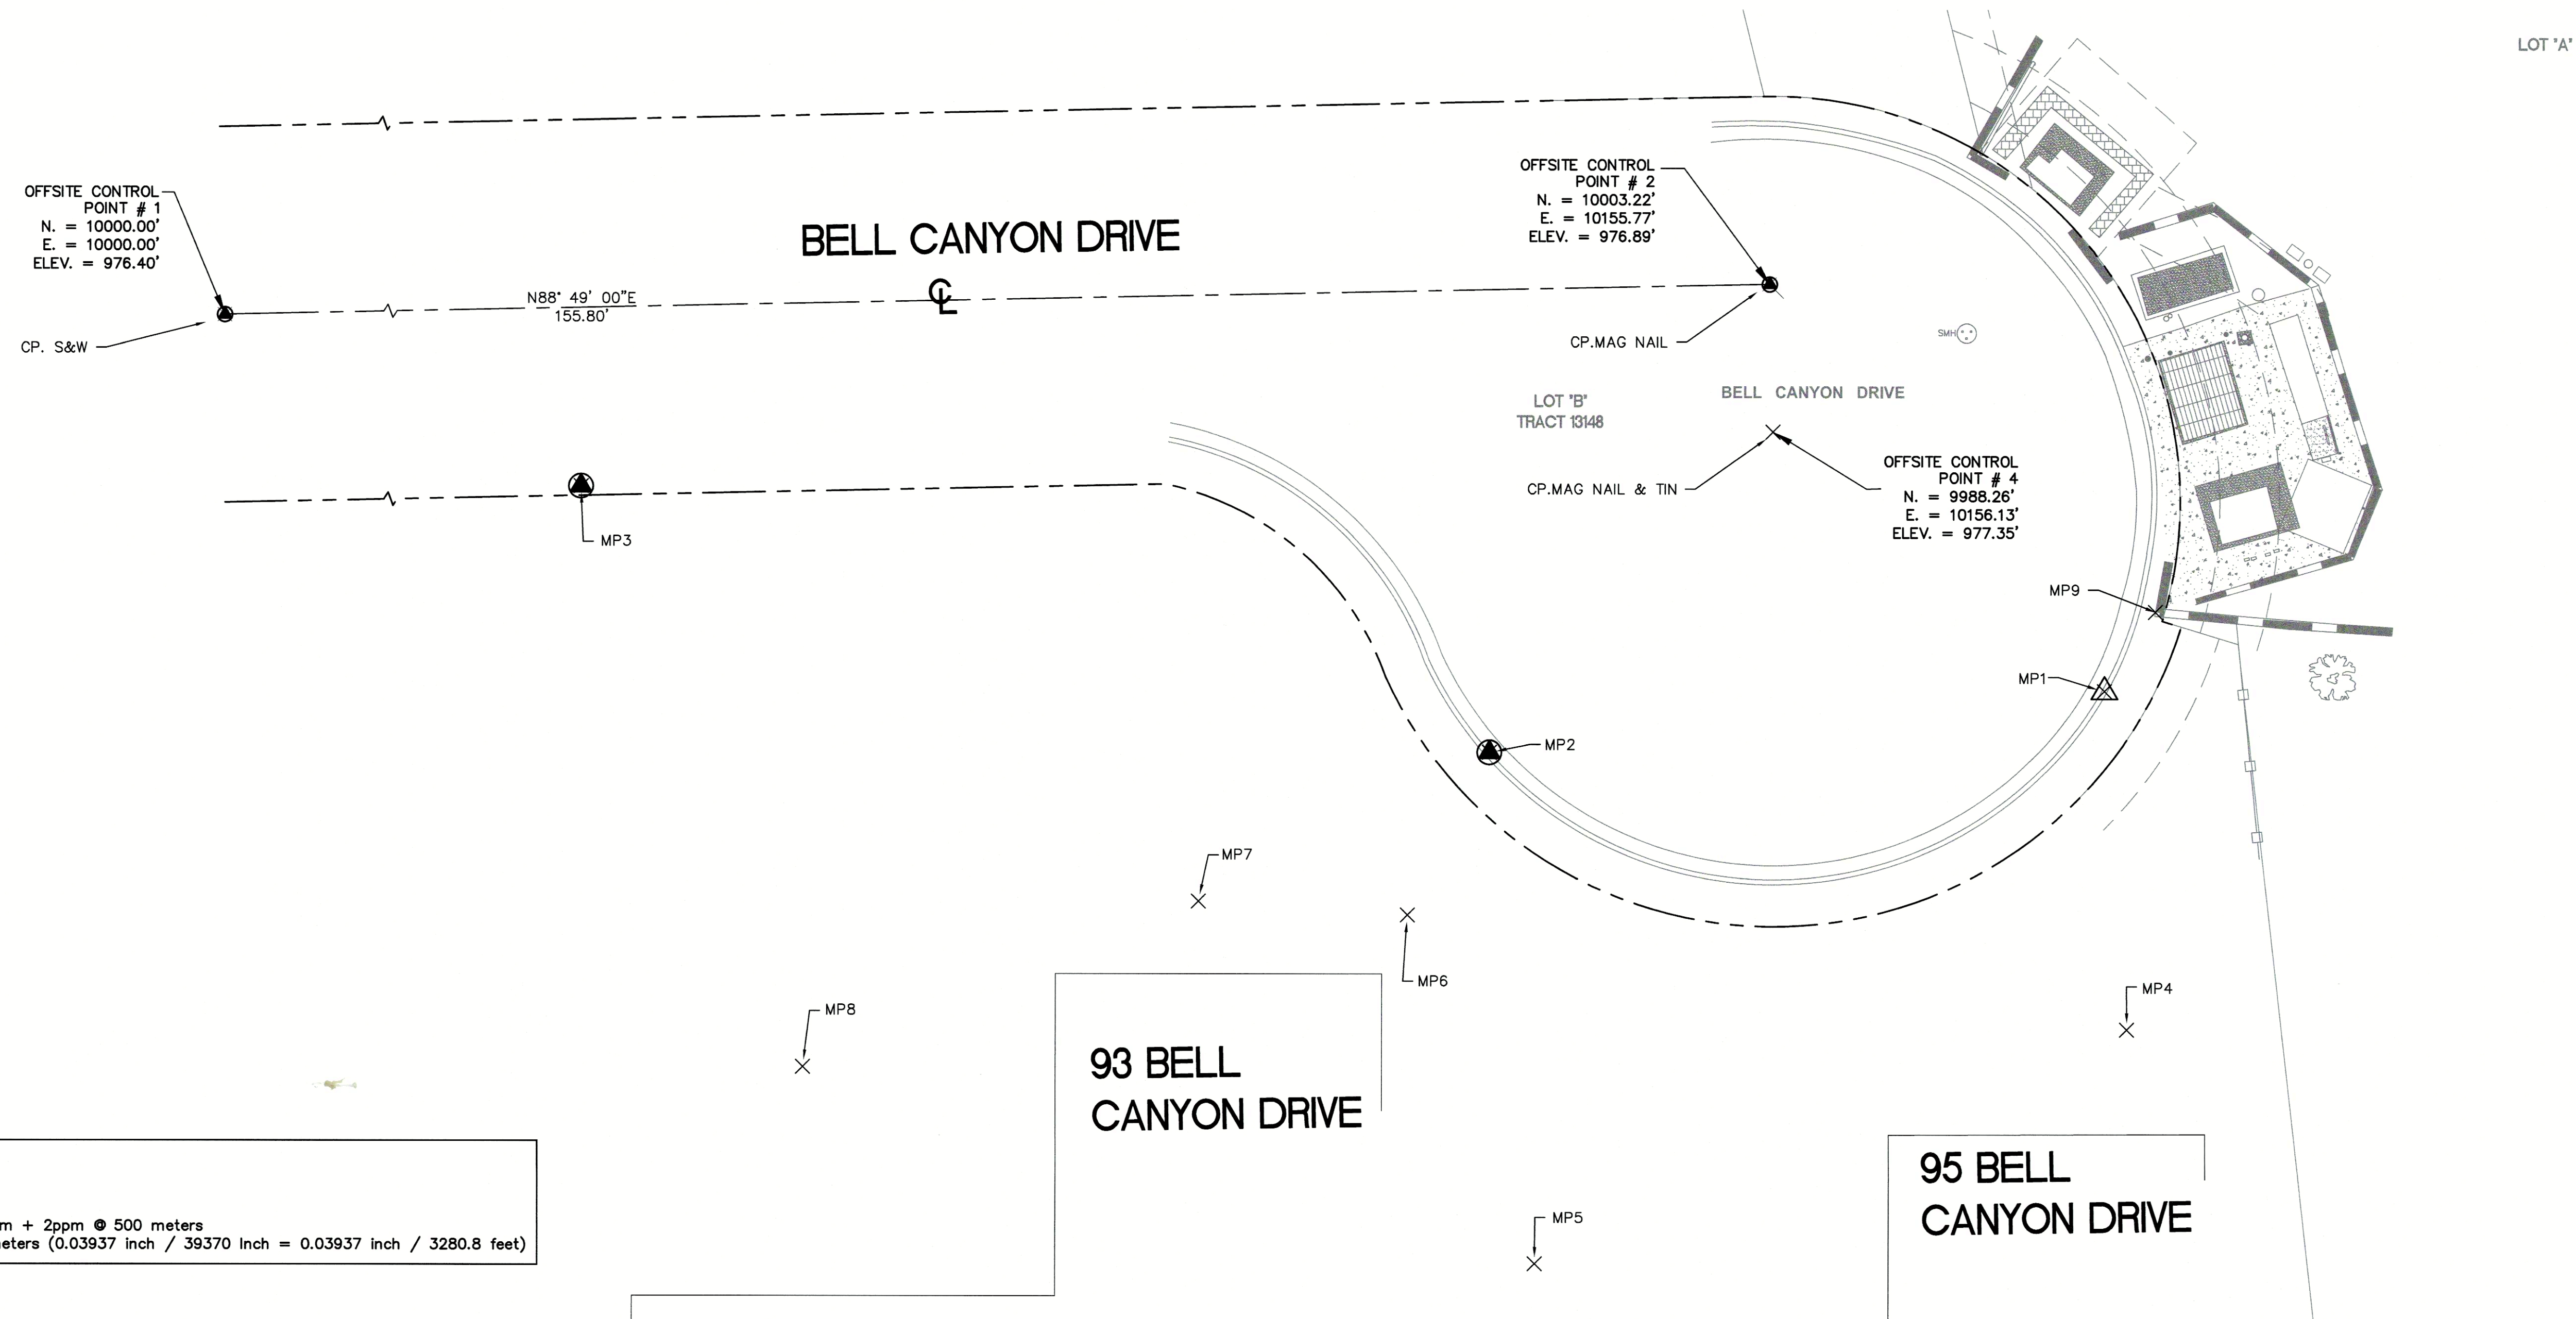 LOT "A"
OFFSITE CONTROL
POINT # 1
N. = 10000.00'
E. = 10000.00'
ELEV. = 976.40'
CP. S&W
BELL CANYON DRIVE
CL
N88° 49' 00"E
155.80'
OFFSITE CONTROL
POINT # 2
N. = 10003.22'
E. = 10155.77'
ELEV. = 976.89'
CP.MAG NAIL
SMH
BELL CANYON DRIVE
LOT "B"
TRACT 13148
CP.MAG NAIL & TIN
OFFSITE CONTROL
POINT # 4
N. = 9988.26'
E. = 10156.13'
ELEV. = 977.35'
MP3
MP9
MP1
MP2
MP7
MP6
MP4
MP8
93 BELL
CANYON DRIVE
95 BELL
CANYON DRIVE
MP5
m + 2ppm @ 500 meters
eters (0.03937 inch / 39370 Inch = 0.03937 inch / 3280.8 feet)